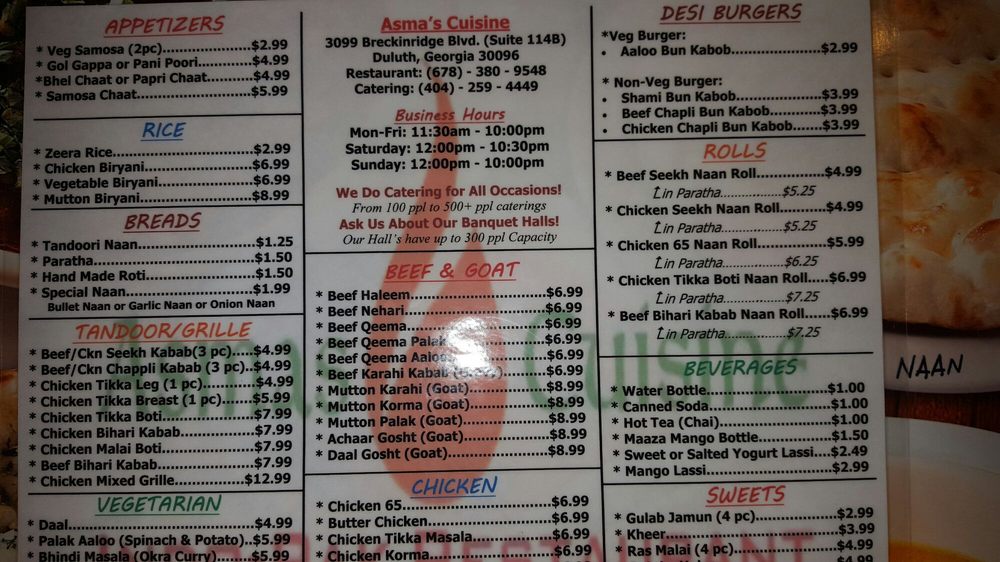 APPETIZERS
* Veg Samosa (2pc)........................$2.99
* Gol Gappa or Pani Poori............$4.99
*Bhel Chaat or Papri Chaat.........$4.99
* Samosa Chaat............................$5.99
RICE
* Zeera Rice..................................$2.99
* Chicken Biryani..........................$6.99
* Vegetable Biryani......................$6.99
* Mutton Biryani...........................$8.99
BREADS
* Tandoori Naan............................$1.25
* Paratha.......................................$1.50
* Hand Made Roti..........................$1.50
* Special Naan...............................$1.99
Bullet Naan or Garlic Naan or Onion Naan
TANDOOR/GRILLE
* Beef/Ckn Seekh Kabab(3 pc).....$4.99
* Beef/Ckn Chappli Kabab (3 pc)..$4.99
* Chicken Tikka Leg (1 pc)............$4.99
* Chicken Tikka Breast (1 pc)........$5.99
* Chicken Tikka Boti......................$7.99
* Chicken Bihari Kabab..................$7.99
* Chicken Malai Boti......................$7.99
* Beef Bihari Kabab.......................$7.99
* Chicken Mixed Grille..................$12.99
VEGETARIAN
* Daal.............................................$4.99
* Palak Aaloo (Spinach & Potato)..$5.99
* Bhindi Masala (Okra Curry)........$5.99
Asma's Cuisine
3099 Breckinridge Blvd. (Suite 114B)
Duluth, Georgia 30096
Restaurant: (678) - 380 - 9548
Catering: (404) - 259 - 4449
Business Hours
Mon-Fri: 11:30am - 10:00pm
Saturday: 12:00pm - 10:30pm
Sunday: 12:00pm - 10:00pm
We Do Catering for All Occasions!
From 100 ppl to 500+ ppl caterings
Ask Us About Our Banquet Halls!
Our Hall's have up to 300 ppl Capacity
BEEF & GOAT
* Beef Haleem................................$6.99
* Beef Nehari.................................$6.99
* Beef Qeema.................................$6.99
* Beef Qeema Palak $6.99
* Beef Qeema Aaloo $6.99
* Beef Karahi Kabab $6.99
* Mutton Karahi (Goat)..................$8.99
* Mutton Korma (Goat)..................$8.99
* Mutton Palak (Goat)...................$8.99
* Achaar Gosht (Goat)...................$8.99
* Daal Gosht (Goat).......................$8.99
CHICKEN
* Chicken 65...................................$6.99
* Butter Chicken............................$6.99
* Chicken Tikka Masala..................$6.99
* Chicken Korma............................$6.99
DESI BURGERS
*Veg Burger:
• Aaloo Bun Kabob....................$2.99
* Non-Veg Burger:
• Shami Bun Kabob....................$3.99
• Beef Chapli Bun Kabob...........$3.99
• Chicken Chapli Bun Kabob.......$3.99
ROLLS
* Beef Seekh Naan Roll.................$4.99
in Paratha..................$5.25
* Chicken Seekh Naan Roll............$4.99
in Paratha..................$5.25
* Chicken 65 Naan Roll..................$5.99
in Paratha..................$6.25
* Chicken Tikka Boti Naan Roll.....$6.99
in Paratha..................$7.25
* Beef Bihari Kabab Naan Roll......$6.99
in Paratha..................$7.25
BEVERAGES
* Water Bottle................................$1.00
* Canned Soda................................$1.00
* Hot Tea (Chai).............................$1.00
* Maaza Mango Bottle....................$1.50
* Sweet or Salted Yogurt Lassi....$2.49
* Mango Lassi.................................$2.99
SWEETS
* Gulab Jamun (4 pc).....................$2.99
* Kheer...........................................$3.99
* Ras Malai (4 pc)..........................$4.99
$4.99
NAAN
Asma's Cuisine
RESTAURANT